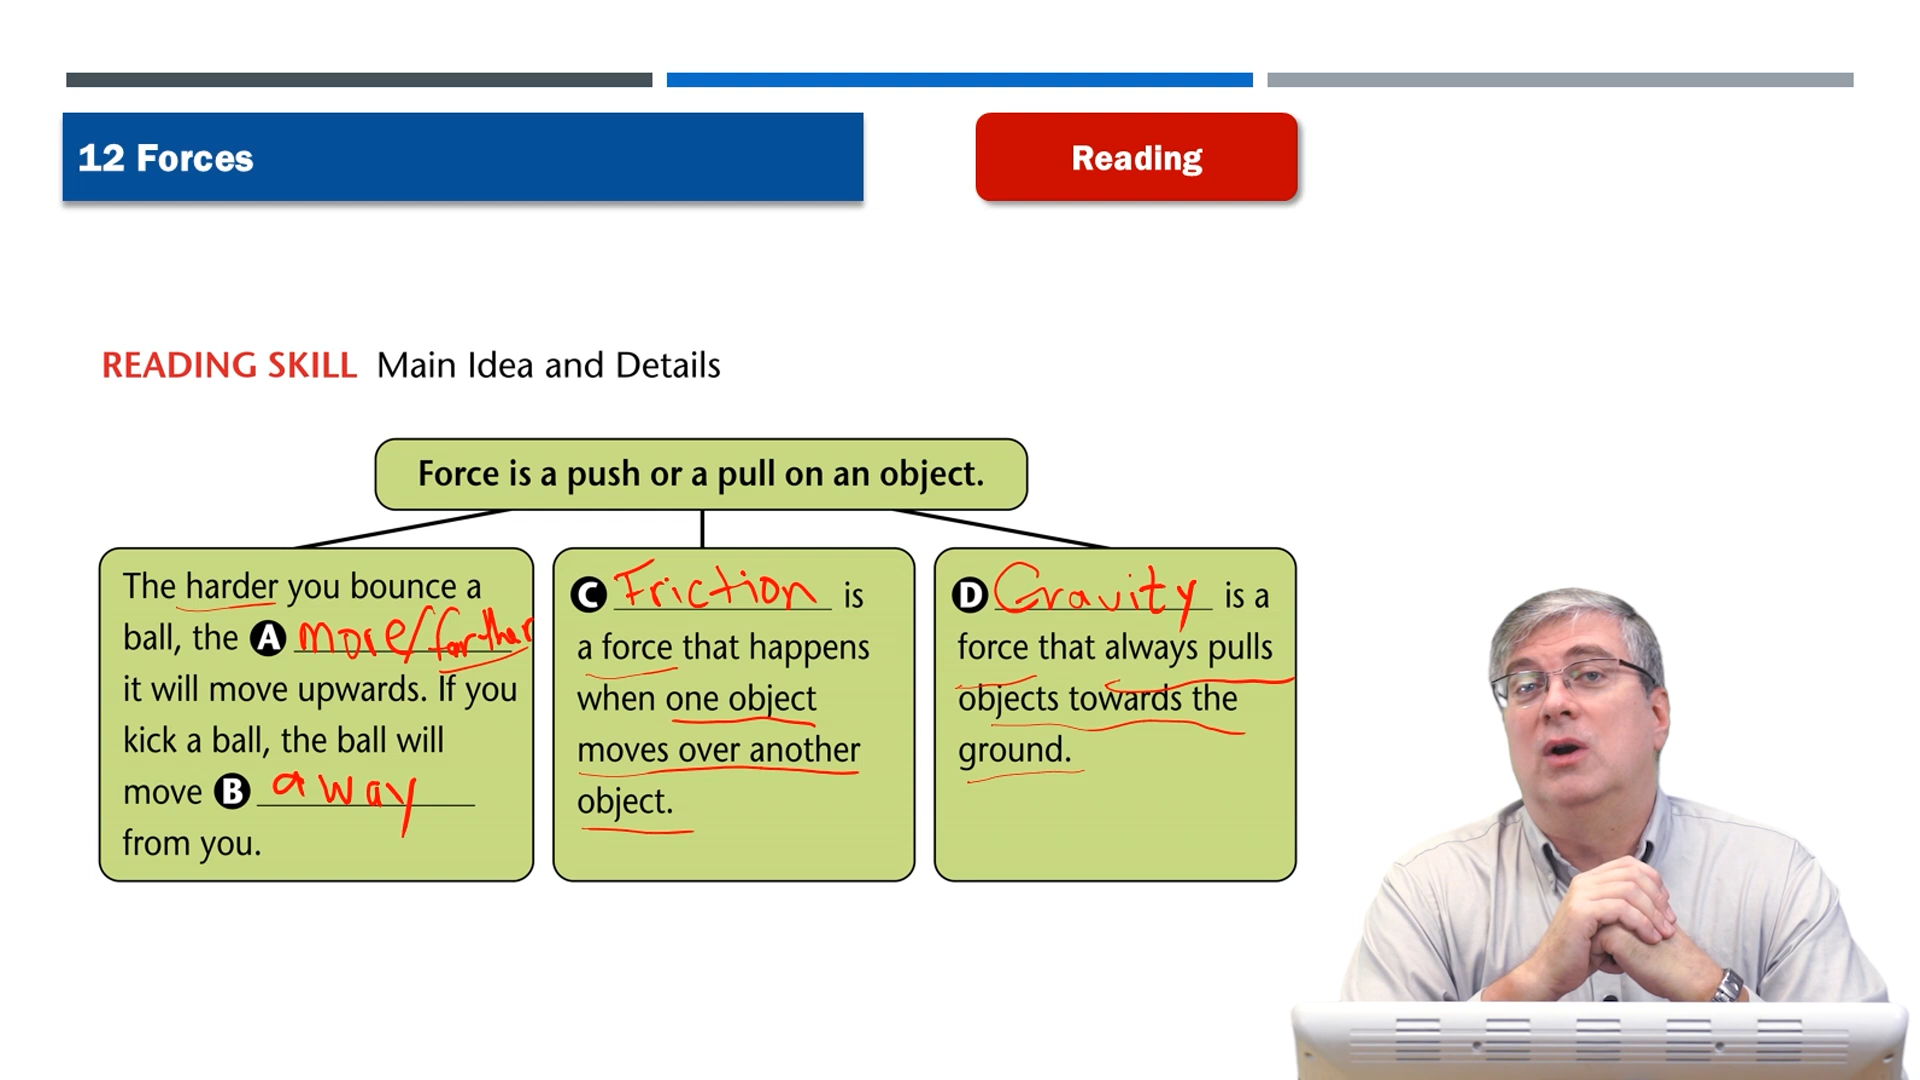 12 Forces
Reading
READING SKILL Main Idea and Details
Force is a push or a pull on an object.
The harder you bounce a
ball, the A more/farther
it will move upwards. If you
kick a ball, the ball will
move B away
from you.
C Friction is
a force that happens
when one object
moves over another
object.
D Gravity is a
force that always pulls
objects towards the
ground.